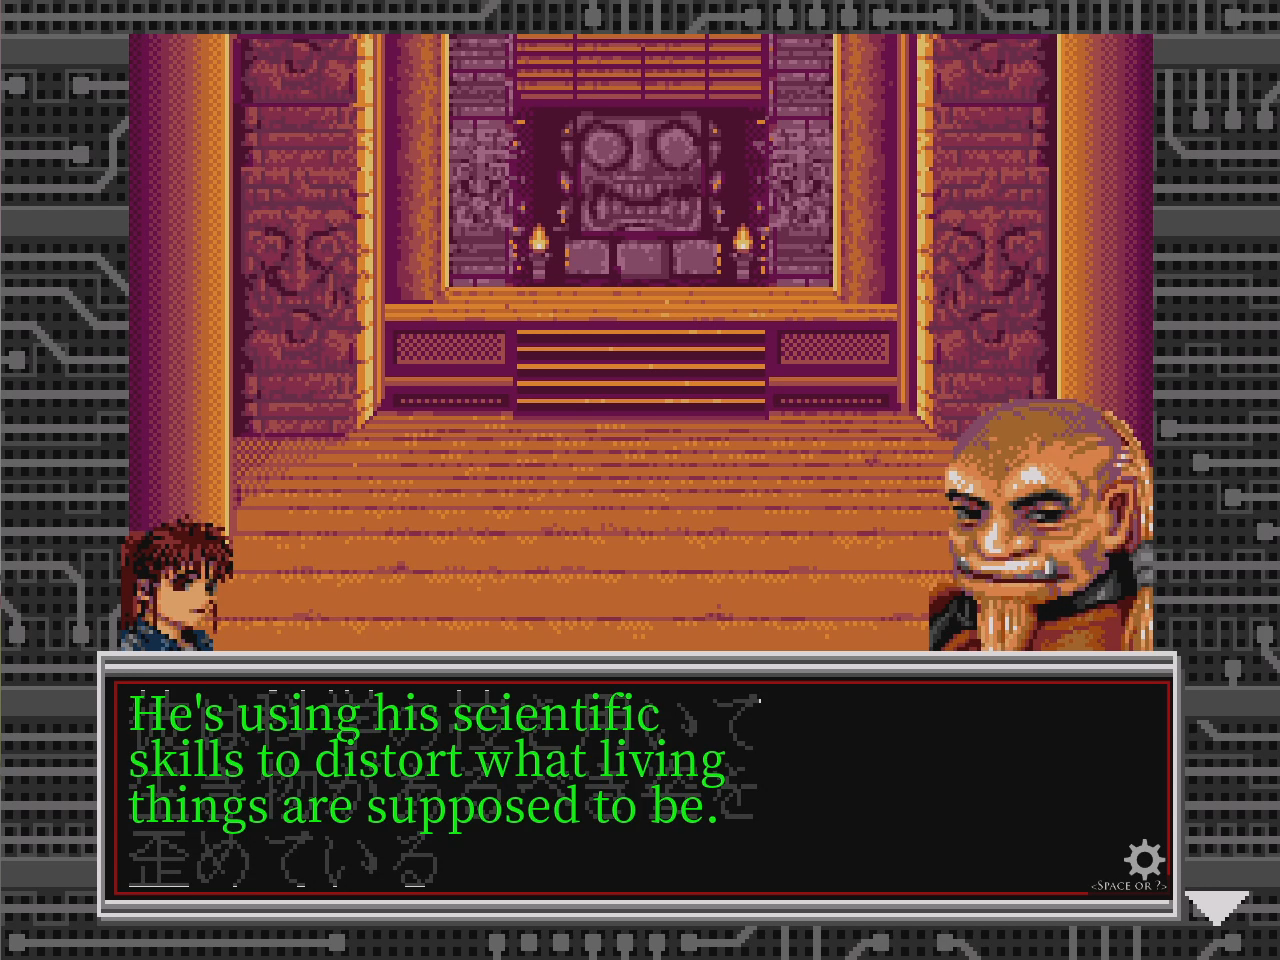 He's using his scientific
skills to distort what living
things are supposed to be.
歪めている
<SPACE OR ?>